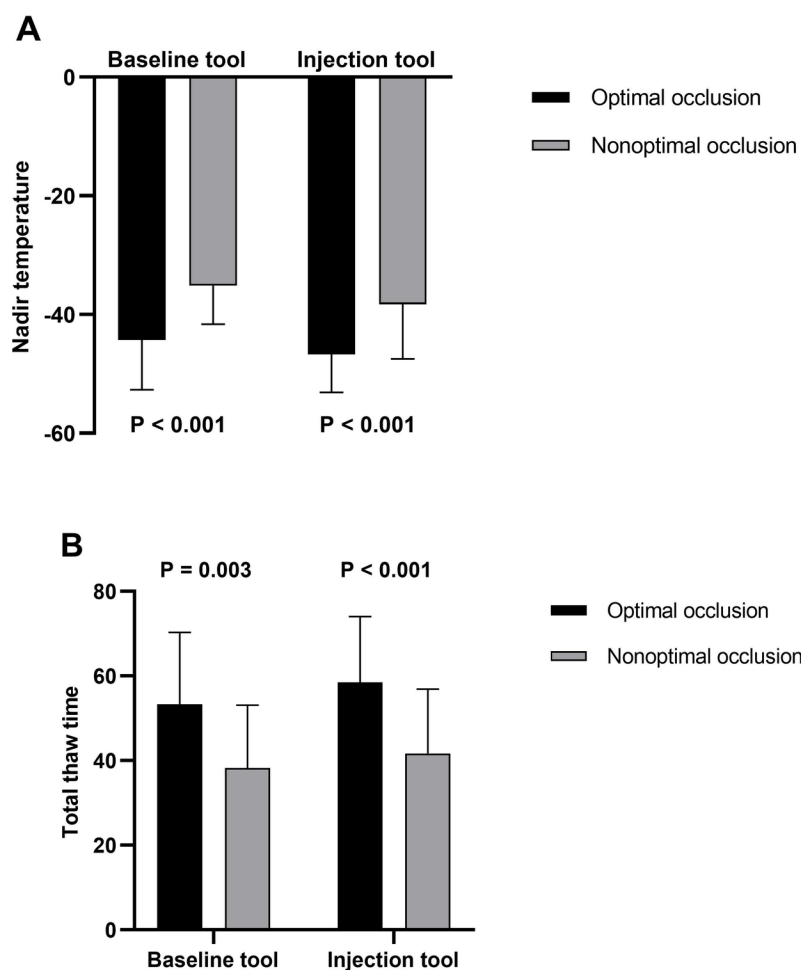 A
Baseline tool Injection tool
0
-20
-40
-60
Nadir temperature
P < 0.001 P < 0.001
Optimal occlusion
Nonoptimal occlusion
B
P = 0.003 P < 0.001
80
60
40
20
0
Total thaw time
Baseline tool Injection tool
Optimal occlusion
Nonoptimal occlusion